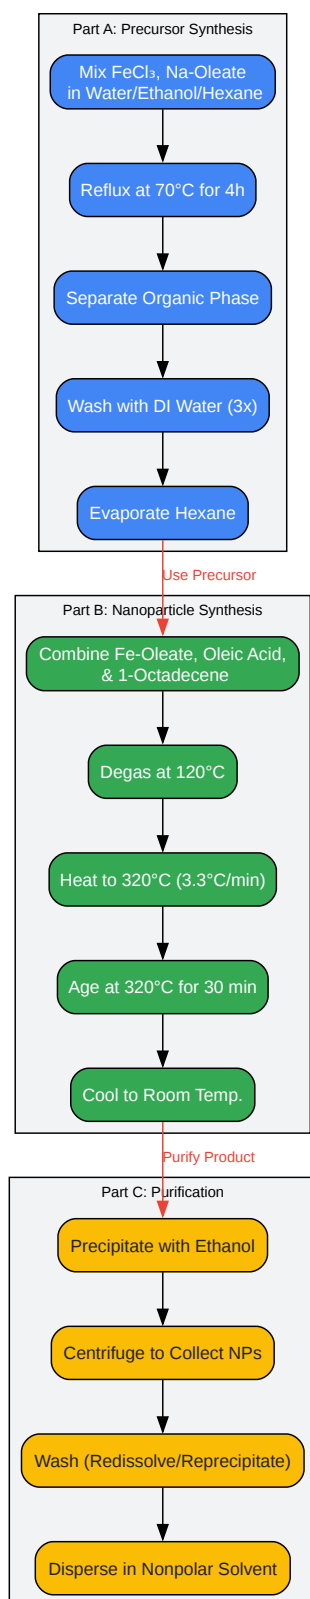 Part A: Precursor Synthesis
Mix FeCl₃, Na-Oleate
in Water/Ethanol/Hexane
Reflux at 70°C for 4h
Separate Organic Phase
Wash with DI Water (3x)
Evaporate Hexane
Use Precursor
Part B: Nanoparticle Synthesis
Combine Fe-Oleate, Oleic Acid,
& 1-Octadecene
Degas at 120°C
Heat to 320°C (3.3°C/min)
Age at 320°C for 30 min
Cool to Room Temp.
Purify Product
Part C: Purification
Precipitate with Ethanol
Centrifuge to Collect NPs
Wash (Redissolve/Reprecipitate)
Disperse in Nonpolar Solvent